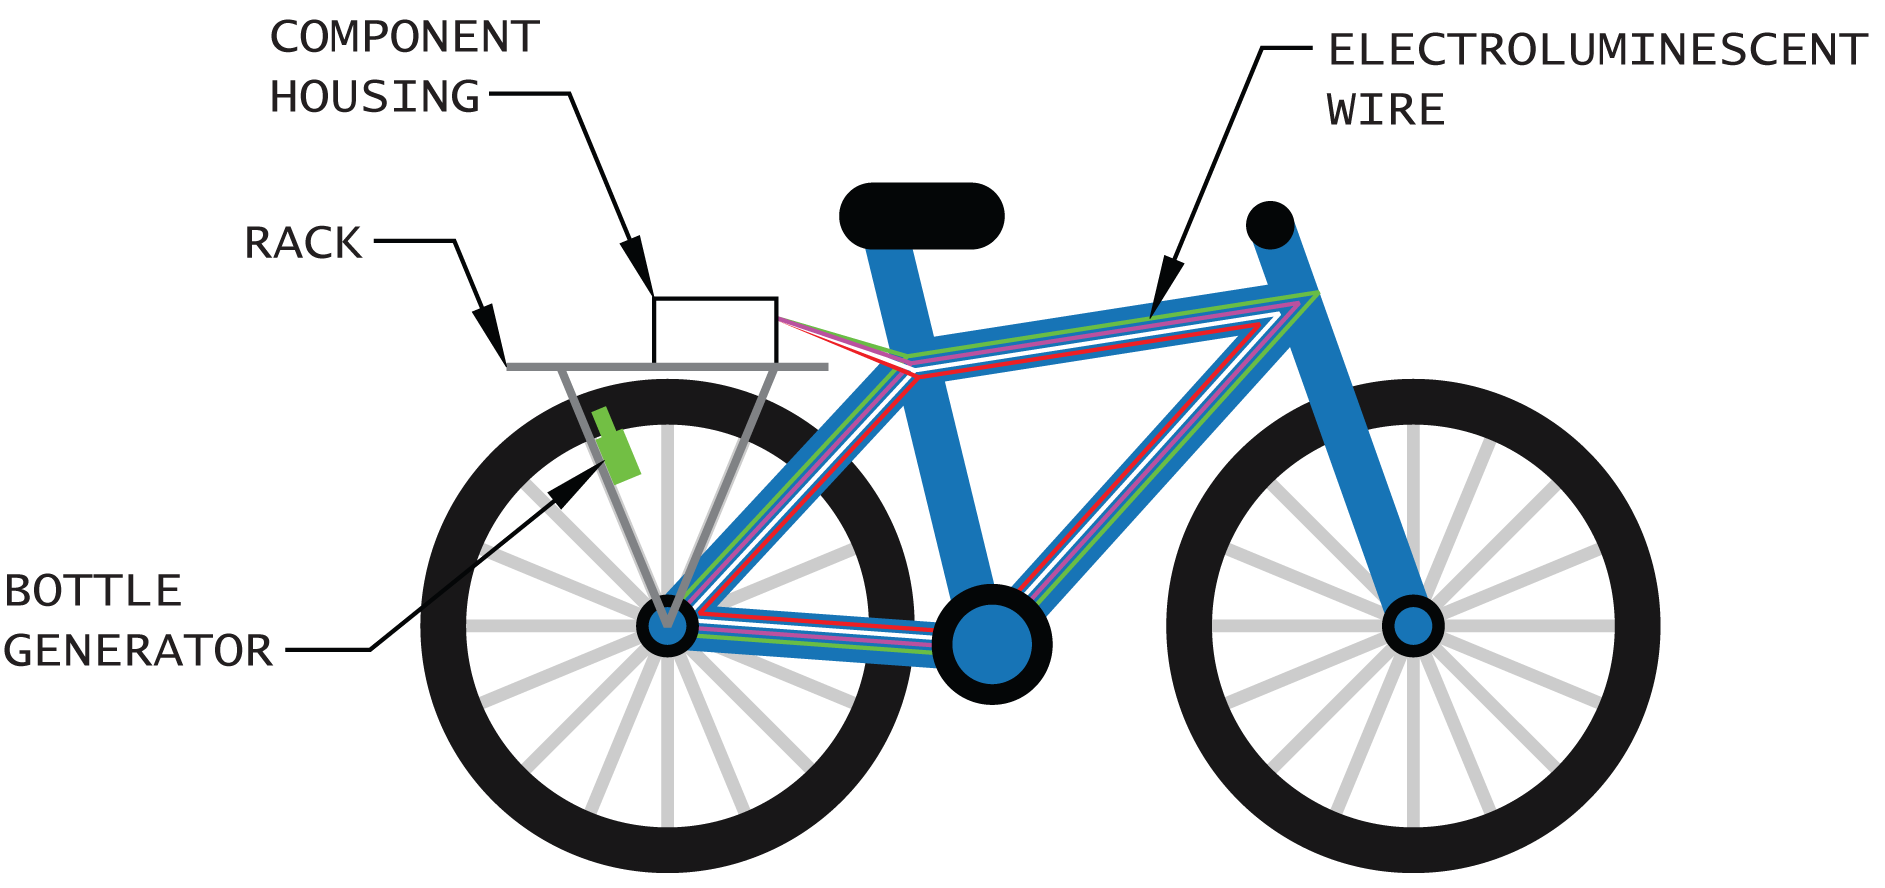 COMPONENT
HOUSING
ELECTROLUMINESCENT
WIRE
RACK
BOTTLE
GENERATOR